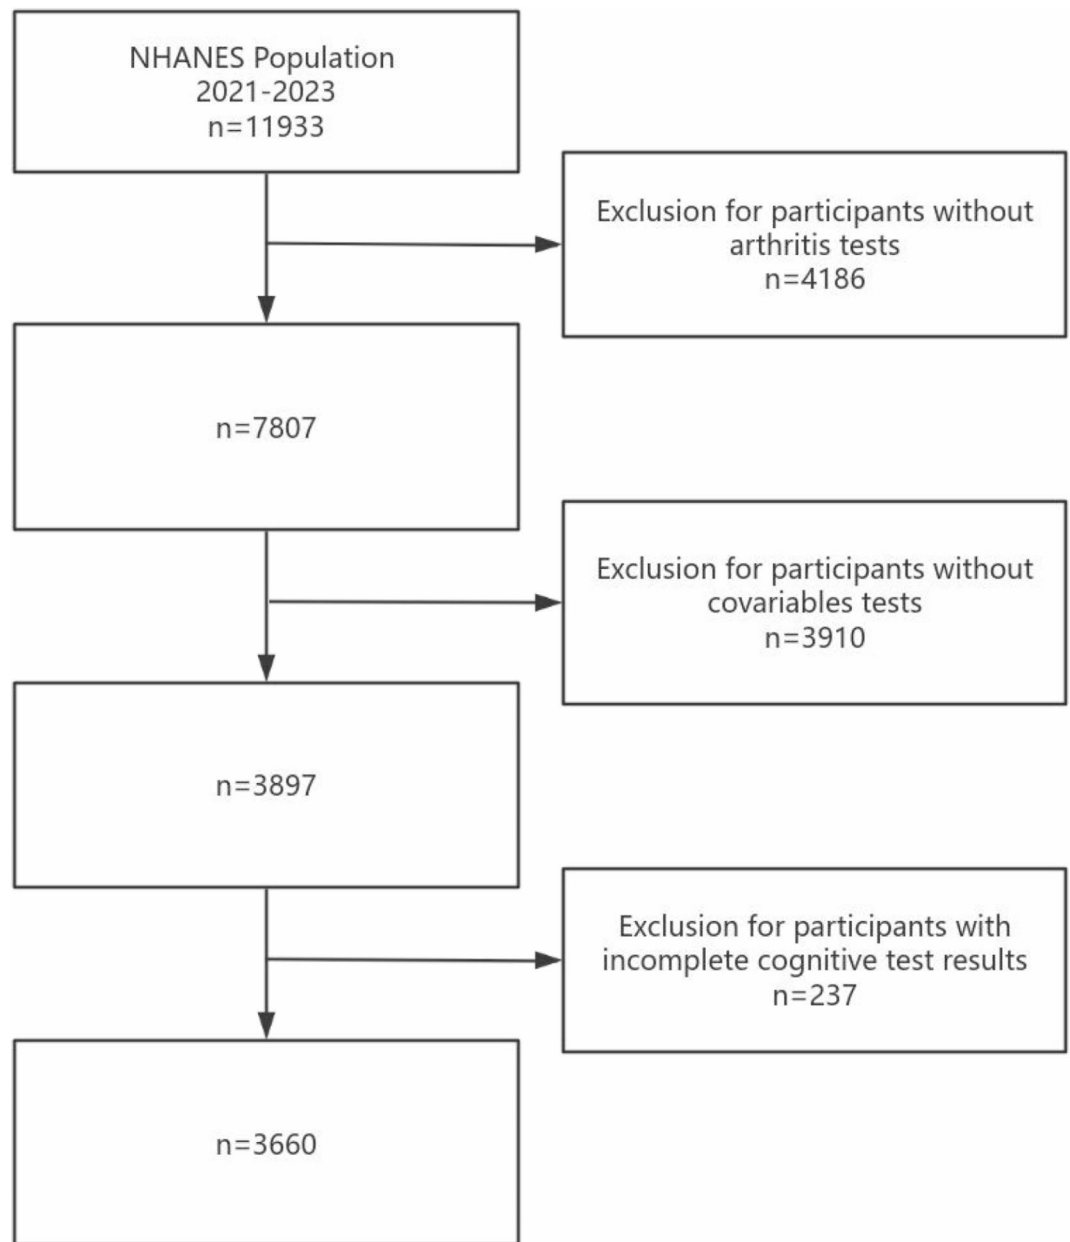 NHANES Population
2021-2023
n=11933
Exclusion for participants without
arthritis tests
n=4186
n=7807
Exclusion for participants without
covariables tests
n=3910
n=3897
Exclusion for participants with
incomplete cognitive test results
n=237
n=3660